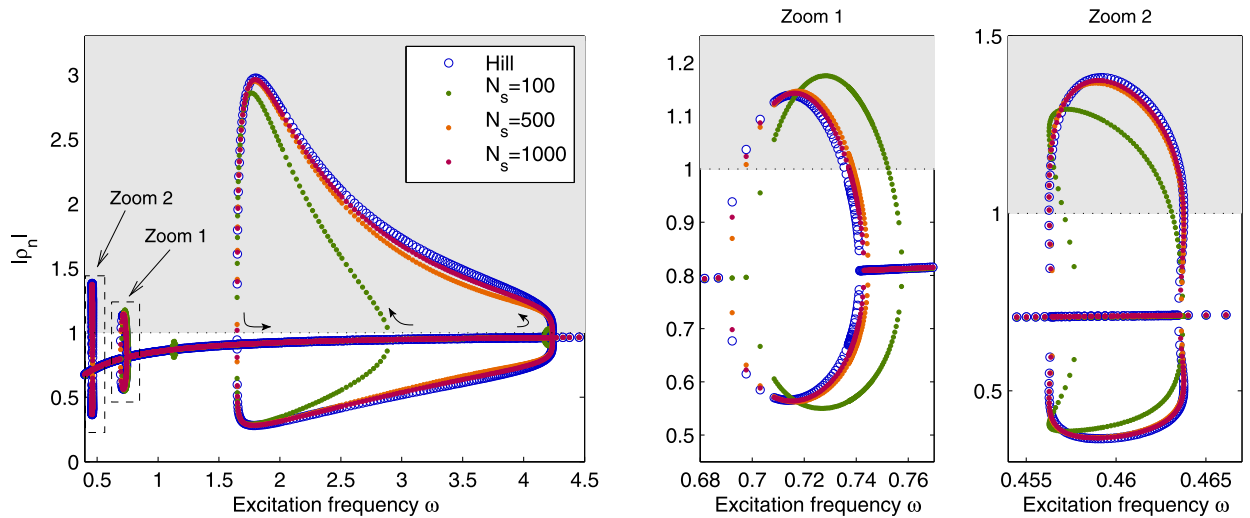 Zoom 1
Zoom 2
Hill
N_s=100
N_s=500
N_s=1000
Zoom 2
Zoom 1
|ρ_n|
3
2.5
2
1.5
1
0.5
0
0.5
1
1.5
2
2.5
3
3.5
4
4.5
Excitation frequency ω
1.2
1.1
1
0.9
0.8
0.7
0.6
0.5
0.68
0.7
0.72
0.74
0.76
Excitation frequency ω
1.5
1
0.5
0.455
0.46
0.465
Excitation frequency ω